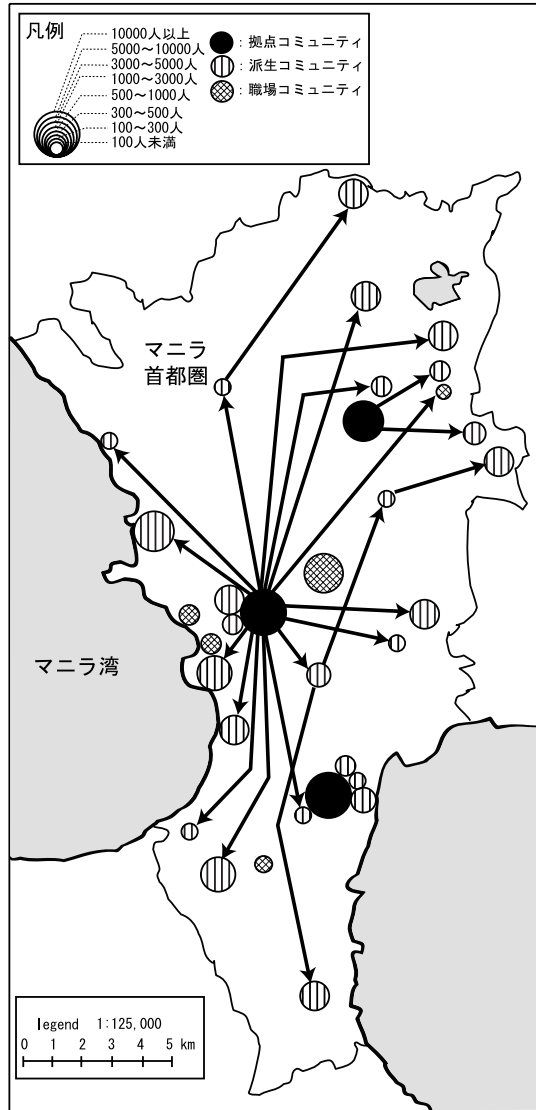 凡例
10000人以上
5000～10000人
3000～5000人
1000～3000人
500～1000人
300～500人
100～300人
100人未満
：拠点コミュニティ
：派生コミュニティ
：職場コミュニティ
マニラ
首都圏
マニラ湾
legend 1:125,000
0 1 2 3 4 5 km